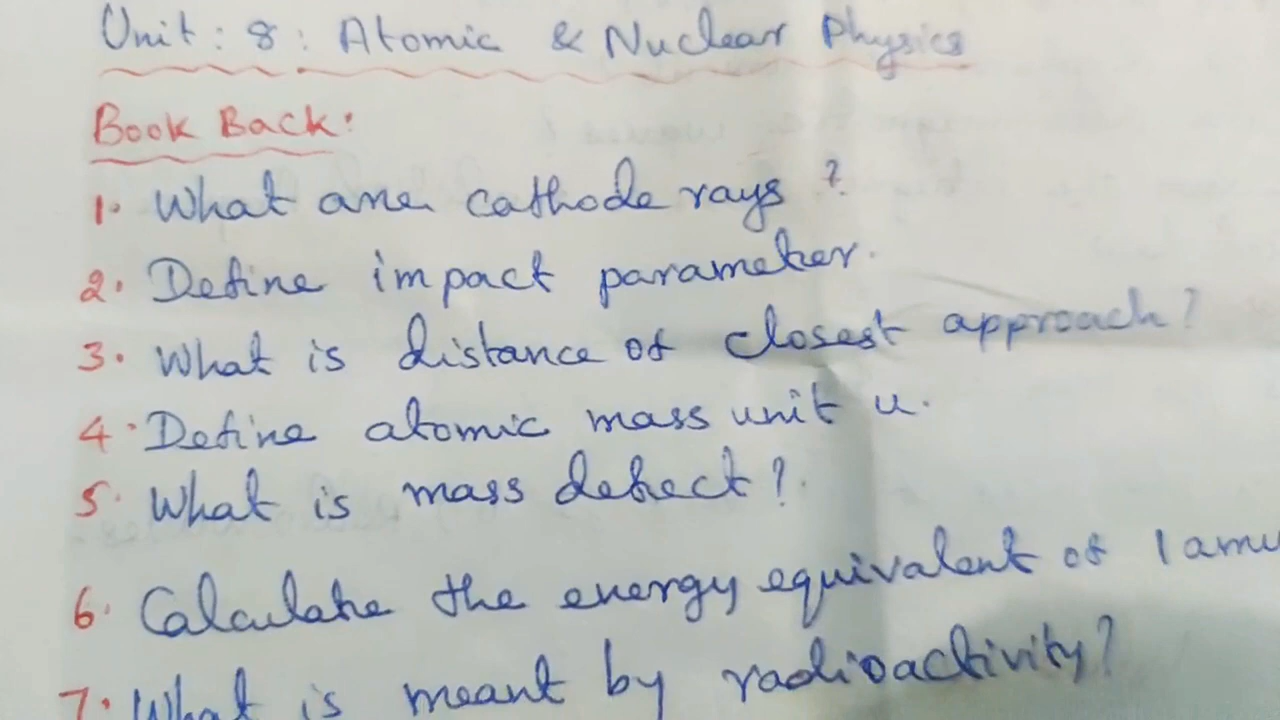 Unit: 8: Atomic & Nuclear Physics
Book Back:
1. What are cathode rays?
2. Define impact parameter.
3. What is distance of closest approach?
4. Define atomic mass unit u.
5. What is mass defect?
6. Calculate the energy equivalent of 1 amu
7. What is meant by radioactivity?